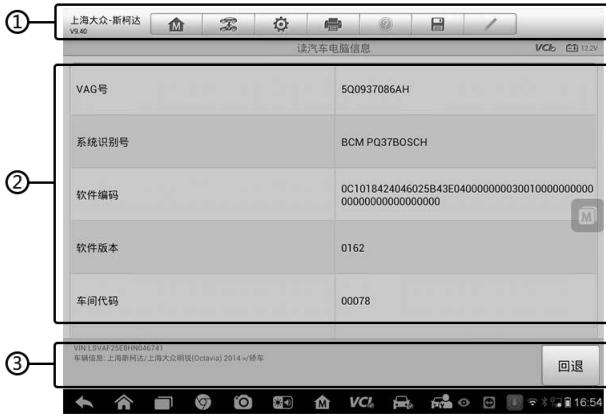 ①
上海大众-斯柯达
V9.40
M
读汽车电脑信息
VCI
12.2V
②
VAG号
5Q0937086AH
系统识别号
BCM PQ37BOSCH
软件编码
0C1018424046025B43E04000000030010000000000
00000000000000000
M
软件版本
0162
车间代码
00078
③
VIN:LSVAF25E8HN046741
车辆信息: 上海斯柯达/上海大众明锐(Octavia) 2014 »/轿车
回退
M
VCI
16:54